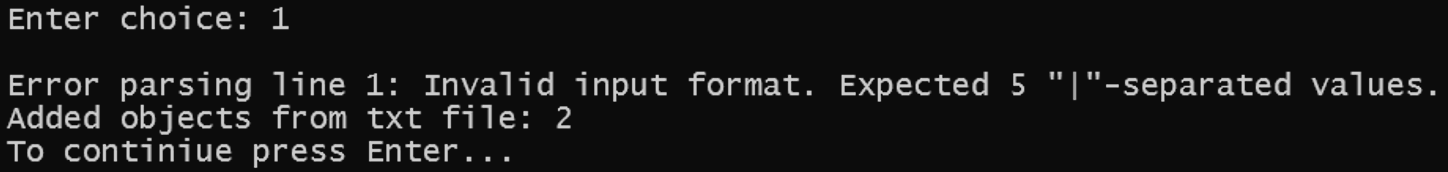 Enter choice: 1
Error parsing line 1: Invalid input format. Expected 5 "|"-separated values.
Added objects from txt file: 2
To continiue press Enter...